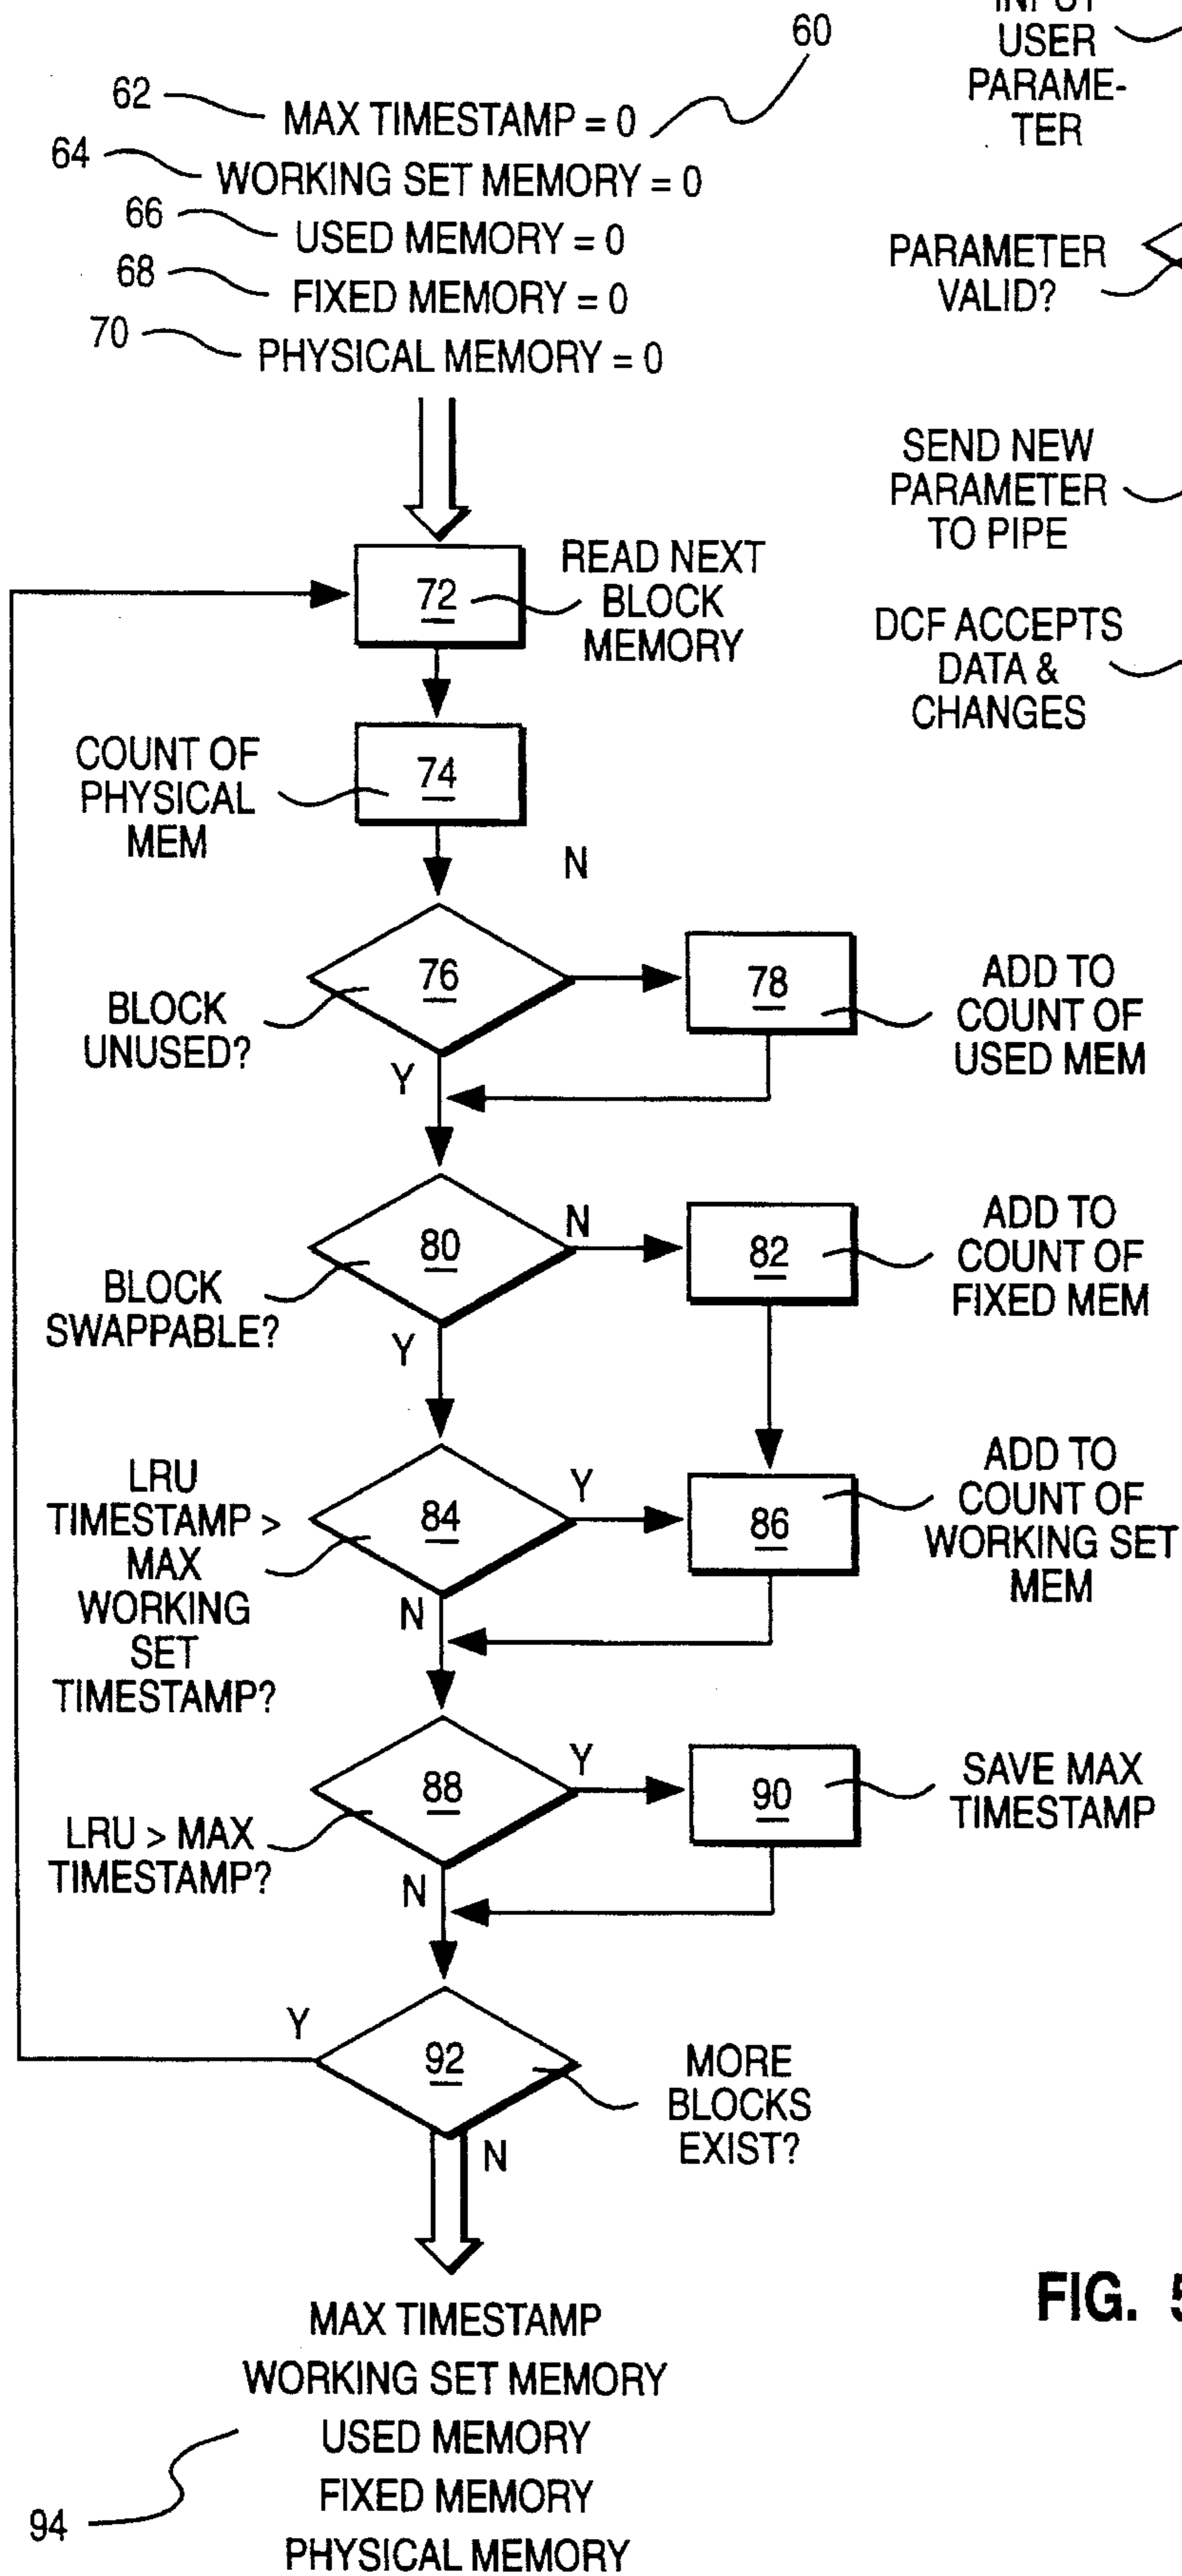 60
62
MAX TIMESTAMP = 0
64
WORKING SET MEMORY = 0
66
USED MEMORY = 0
68
FIXED MEMORY = 0
70
PHYSICAL MEMORY = 0
INPUT
USER
PARAME-
TER
PARAMETER
VALID?
SEND NEW
PARAMETER
TO PIPE
DCF ACCEPTS
DATA &
CHANGES
72
READ NEXT
BLOCK
MEMORY
COUNT OF
PHYSICAL
MEM
74
N
BLOCK
UNUSED?
76
Y
78
ADD TO
COUNT OF
USED MEM
BLOCK
SWAPPABLE?
80
N
Y
82
ADD TO
COUNT OF
FIXED MEM
LRU
TIMESTAMP >
MAX
WORKING
SET
TIMESTAMP?
84
Y
N
86
ADD TO
COUNT OF
WORKING SET
MEM
LRU > MAX
TIMESTAMP?
88
Y
N
90
SAVE MAX
TIMESTAMP
Y
92
N
MORE
BLOCKS
EXIST?
FIG. 5
MAX TIMESTAMP
WORKING SET MEMORY
USED MEMORY
FIXED MEMORY
PHYSICAL MEMORY
94